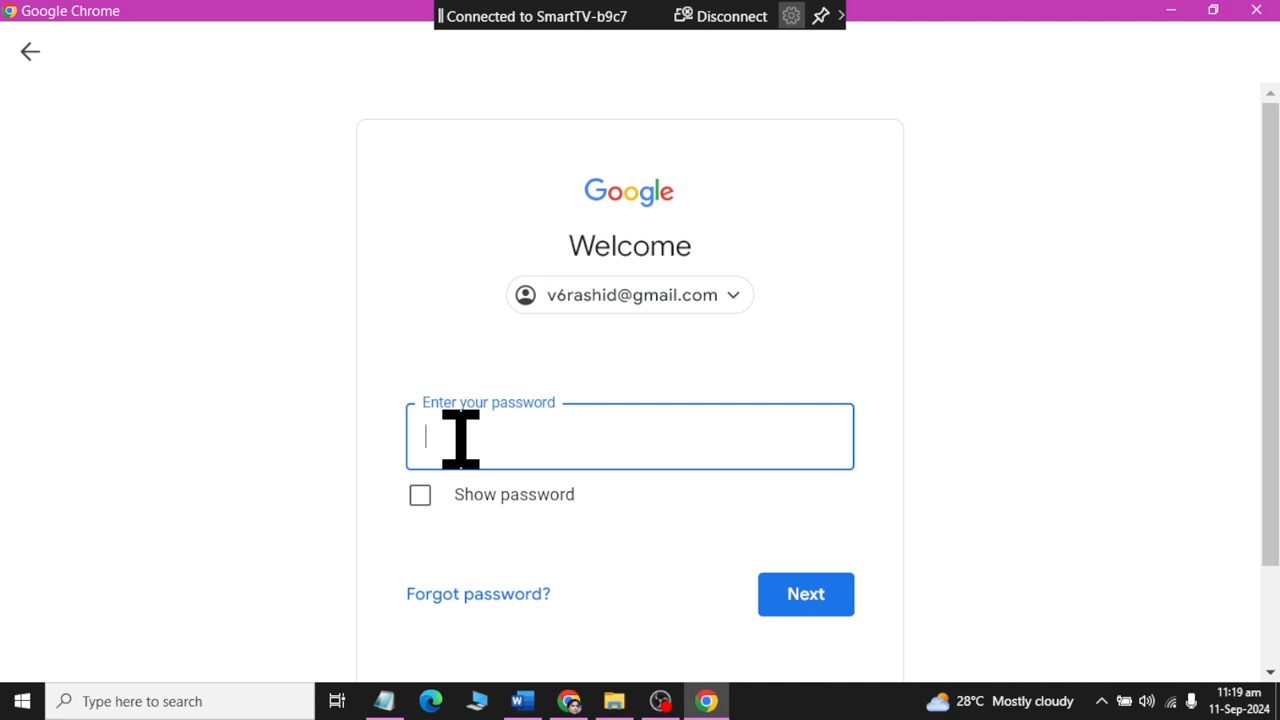 Google Chrome
Connected to SmartTV-b9c7 Disconnect
Google
Welcome
v6rashid@gmail.com
Enter your password
Show password
Forgot password?
Next
Type here to search
28°C Mostly cloudy
11:19 am
11-Sep-2024